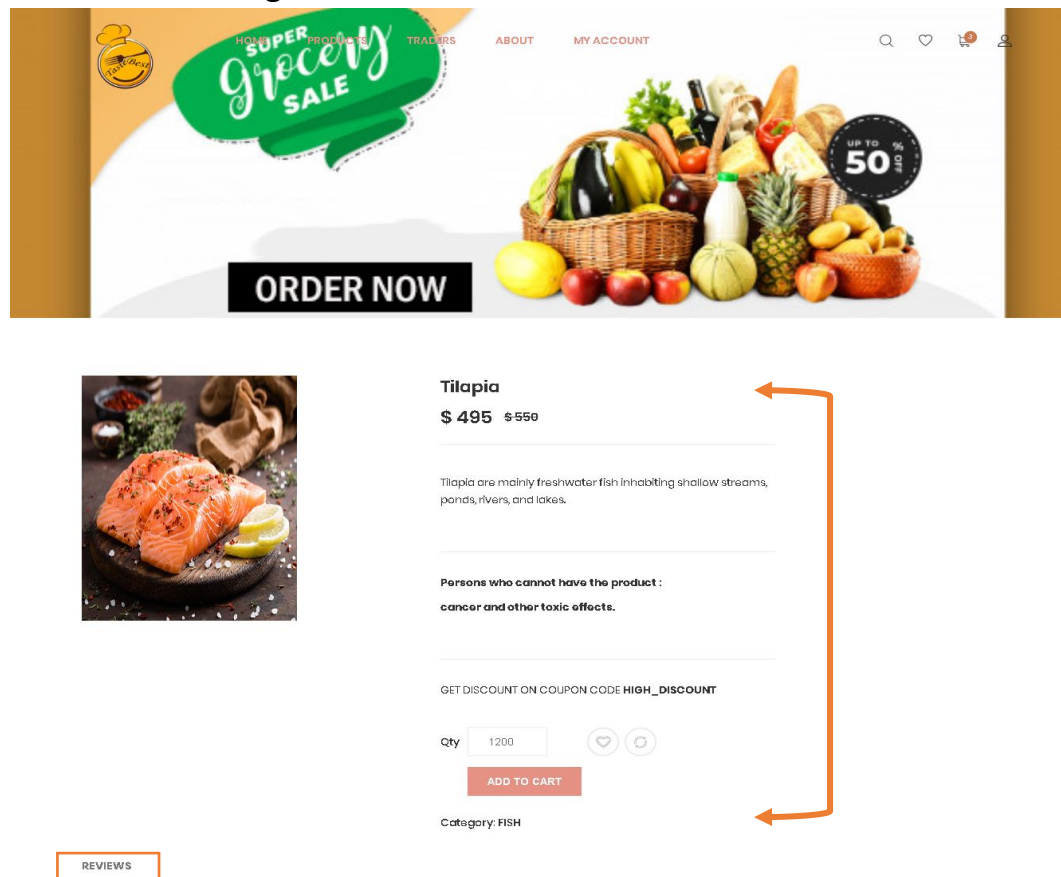 TasteBest
HOME PRODUCTS TRADERS ABOUT MY ACCOUNT
3
SUPER
grocery
SALE
UP TO
50 % OFF
ORDER NOW
Tilapia
$ 495 $ 550
Tilapia are mainly freshwater fish inhabiting shallow streams,
ponds, rivers, and lakes.
Persons who cannot have the product :
cancer and other toxic effects.
GET DISCOUNT ON COUPON CODE HIGH_DISCOUNT
Qty 1200
ADD TO CART
Category: FISH
REVIEWS